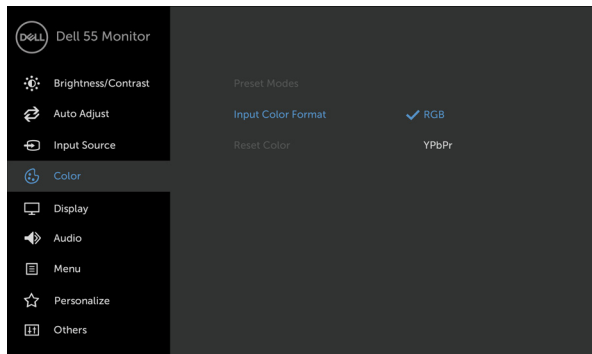 DELL Dell 55 Monitor
Brightness/Contrast
Preset Modes
Auto Adjust
Input Color Format
RGB
Input Source
Reset Color
YPbPr
Color
Display
Audio
Menu
Personalize
Others